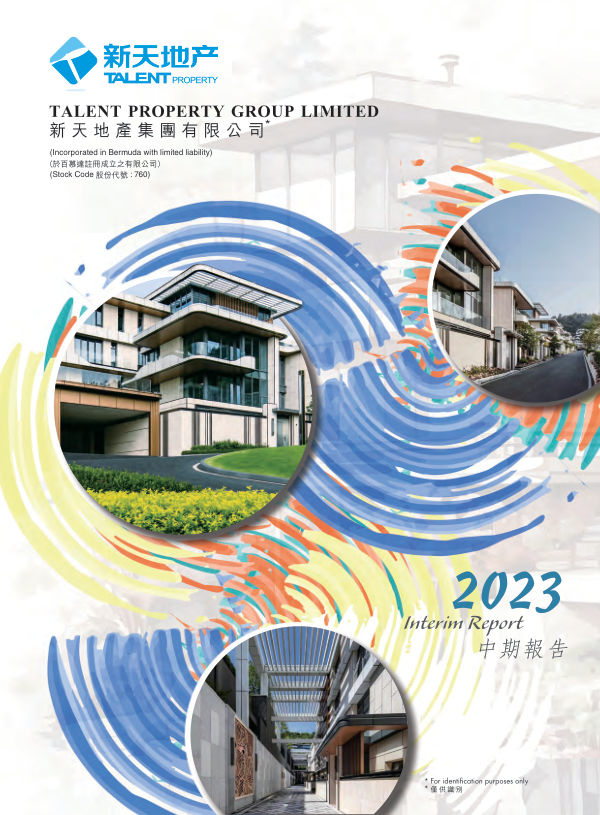 新天地产
TALENT PROPERTY
TALENT PROPERTY GROUP LIMITED
新天地產集團有限公司*
(Incorporated in Bermuda with limited liability)
(於百慕達註冊成立之有限公司)
(Stock Code 股份代號 : 760)
2023
Interim Report
中期報告
* For identification purposes only
* 僅供識別